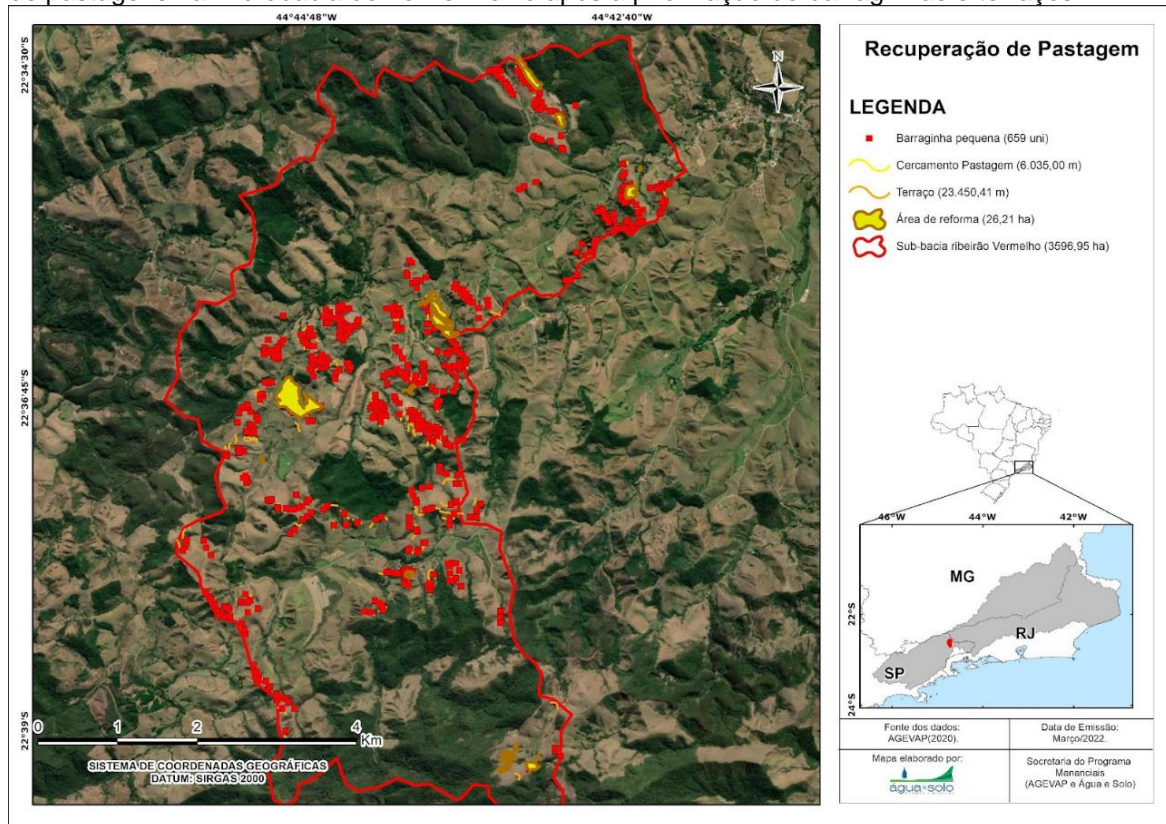 44°44'48"W
44°42'40"W
22°34'30"S
22°36'45"S
22°39'S
0 1 2 4
Km
SISTEMA DE COORDENADAS GEOGRÁFICAS
DATUM: SIRGAS 2000
N
Recuperação de Pastagem
LEGENDA
Barraginha pequena (659 uni)
Cercamento Pastagem (6.035,00 m)
Terraço (23.450,41 m)
Área de reforma (26,21 ha)
Sub-bacia ribeirão Vermelho (3596,95 ha)
46°W
44°W
42°W
22°S
24°S
MG
RJ
SP
Fonte dos dados:
AGEVAP(2020).
Data de Emissão:
Março/2022.
Mapa elaborado por:
água e solo
Secretaria do Programa
Mananciais
(AGEVAP e Água e Solo)